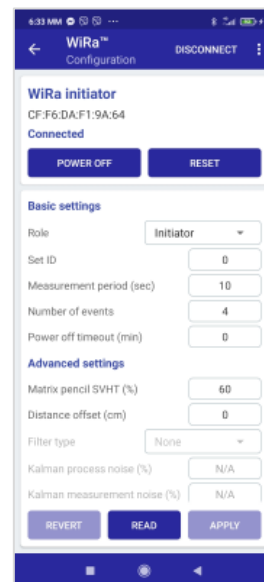 6:33 MM
WiRa™
Configuration
DISCONNECT
WiRa initiator
CF:F6:DA:F1:9A:64
Connected
POWER OFF
RESET
Basic settings
Role Initiator
Set ID 0
Measurement period (sec) 10
Number of events 4
Power off timeout (min) 0
Advanced settings
Matrix pencil SVHT (%) 60
Distance offset (cm) 0
Filter type None
Kalman process noise (%) N/A
Kalman measurement noise (%) N/A
REVERT READ APPLY